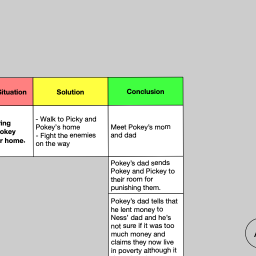 Situation
Solution
Conclusion
r home.
- Walk to Picky and
Pokey's home
- Fight the enemies
on the way
Meet Pokey's mom
and dad
Pokey's dad sends
Pokey and Pickey to
their room for
punishing them.
Pokey's dad tells that
he lent money to
Ness' dad and he's
not sure if it was too
much money and
claims they now live
in poverty although it